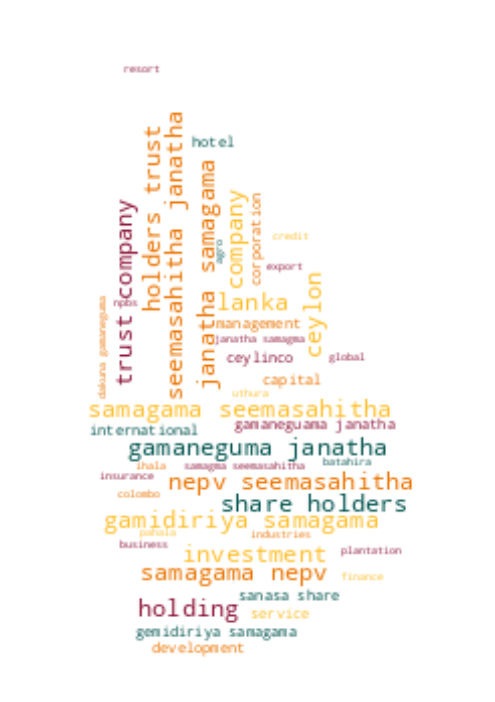 resort
hotel
holders trust
seemasahitha janatha
janatha samagama
trust company
company
corporation
agro
credit
export
npbs
lanka
ceylon
dakuna gamaneguma
management
janatha samagma
ceylinco
global
capital
uthura
samagama seemasahitha
international
gamaneguama janatha
gamaneguma janatha
ihala
samagma seemasahitha
batahira
insurance
nepv seemasahitha
colombo
share holders
gamidiriya samagama
pahala
industries
business
investment
plantation
samagama nepv
finance
sanasa share
holding
service
gemidiriya samagama
development